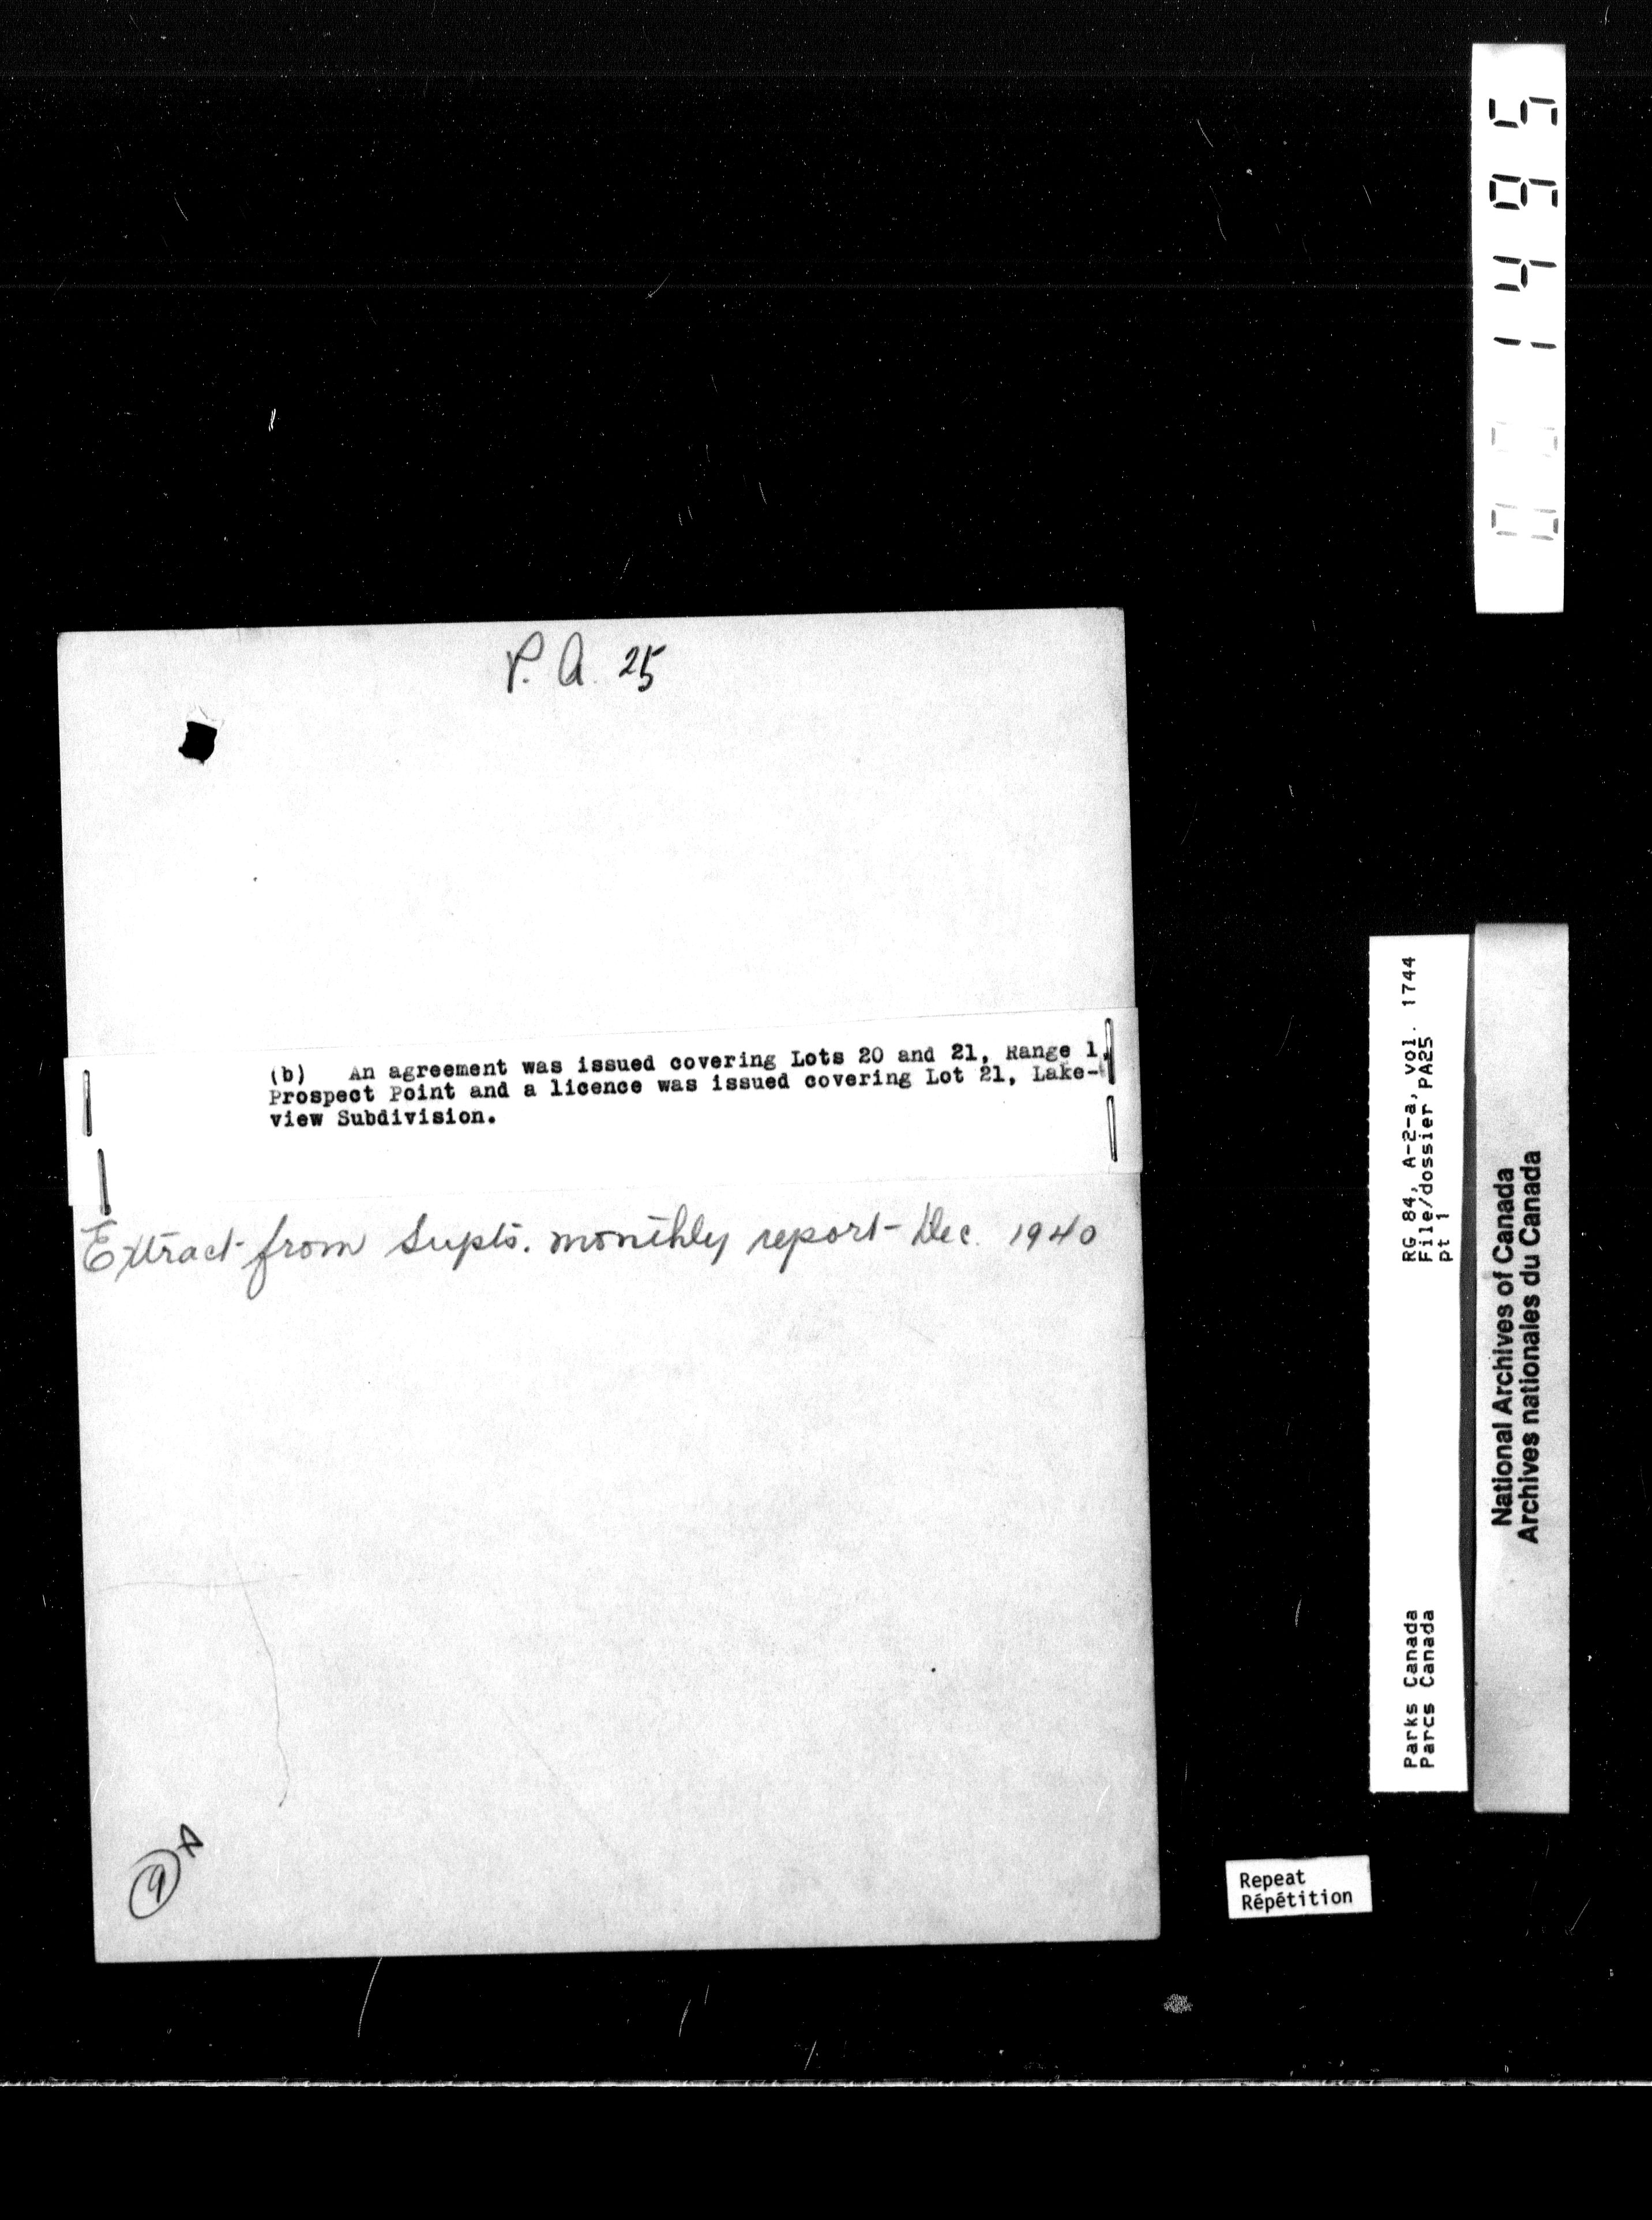 P. A. 25
(b) An agreement was issued covering Lots 20 and 21, Range 1,
Prospect Point and a licence was issued covering Lot 21, Lake-
view Subdivision.
Extract from Supts. monthly report - Dec. 1940
9
001495
RG 84, A-2-a, vol. 1744
File/dossier PA25
pt 1
Parks Canada
Parcs Canada
National Archives of Canada
Archives nationales du Canada
Repeat
Répétition